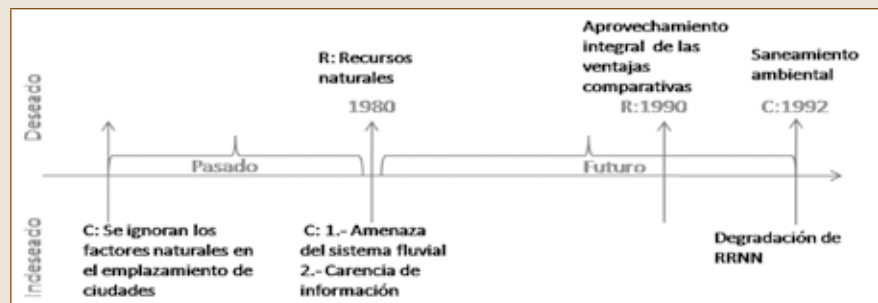 Deseado
R: Recursos
naturales
1980
Aprovechamiento
integral de las
ventajas
comparativas
R:1990
Saneamiento
ambiental
C:1992
Pasado
Futuro
Indeseado
C: Se ignoran los
factores naturales en
el emplazamiento de
ciudades
C: 1.- Amenaza
del sistema fluvial
2.- Carencia de
información
Degradación de
RRNN